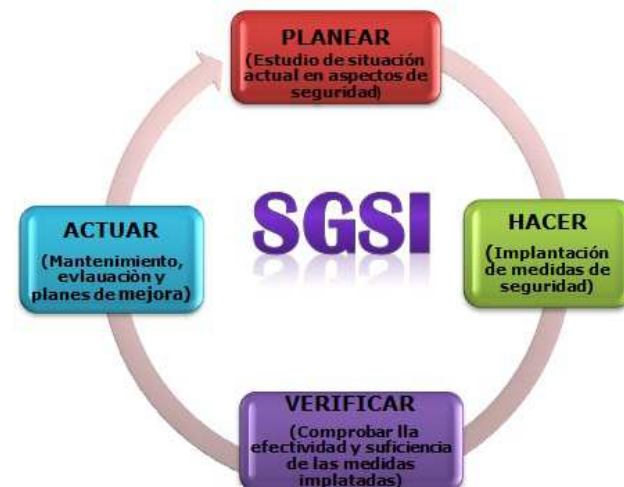 PLANEAR
(Estudio de situación
actual en aspectos de
seguridad)
SGSI
HACER
(Implantación
de medidas de
seguridad)
VERIFICAR
(Comprobar lla
efectividad y suficiencia
de las medidas
implatadas)
ACTUAR
(Mantenimiento,
evlauaciòn y
planes de mejora)